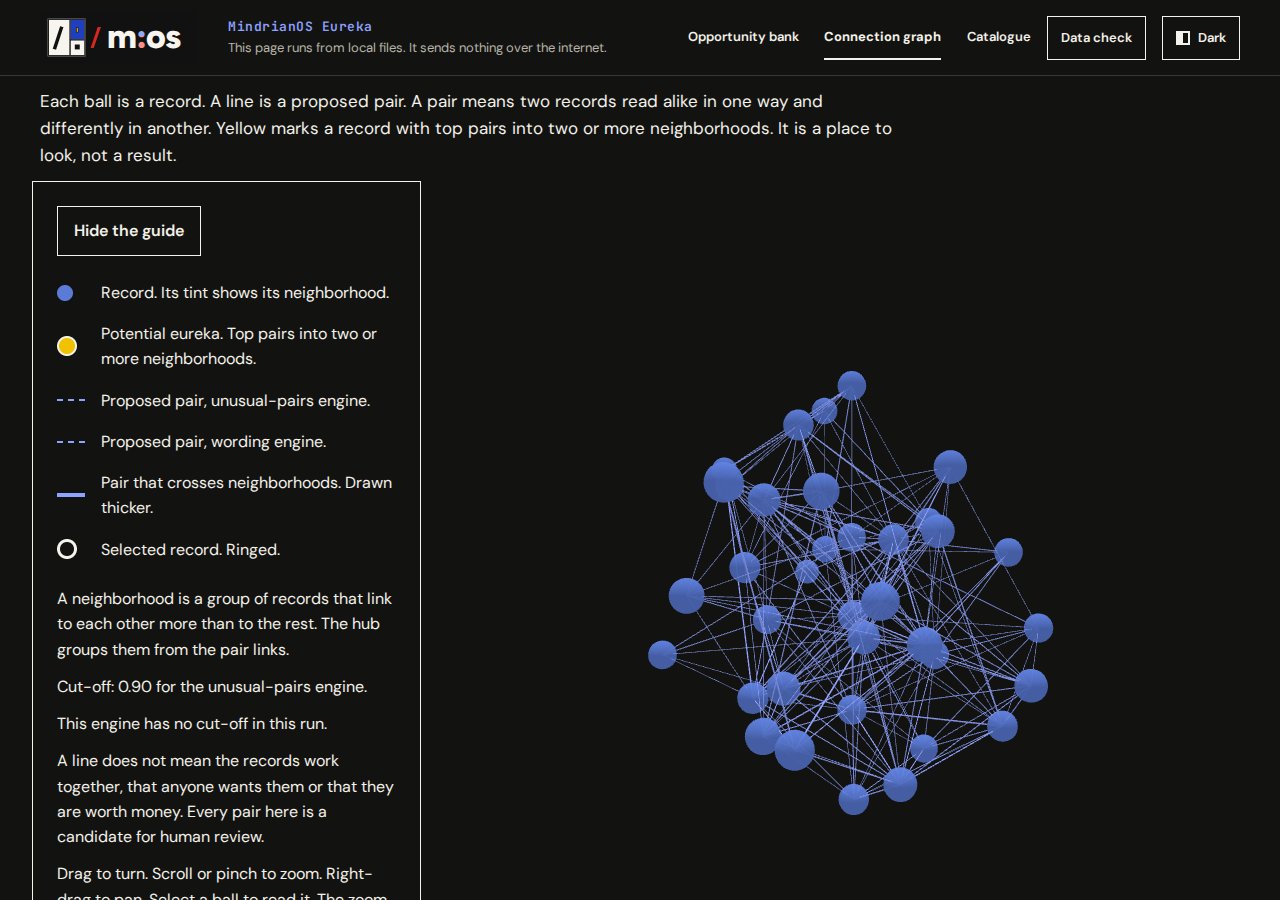 / m:os
MindrianOS Eureka
This page runs from local files. It sends nothing over the internet.
Opportunity bank
Connection graph
Catalogue
Data check
Dark
Each ball is a record. A line is a proposed pair. A pair means two records read alike in one way and
differently in another. Yellow marks a record with top pairs into two or more neighborhoods. It is a place to
look, not a result.
Hide the guide
Record. Its tint shows its neighborhood.
Potential eureka. Top pairs into two or
more neighborhoods.
Proposed pair, unusual-pairs engine.
Proposed pair, wording engine.
Pair that crosses neighborhoods. Drawn
thicker.
Selected record. Ringed.
A neighborhood is a group of records that link
to each other more than to the rest. The hub
groups them from the pair links.
Cut-off: 0.90 for the unusual-pairs engine.
This engine has no cut-off in this run.
A line does not mean the records work
together, that anyone wants them or that they
are worth money. Every pair here is a
candidate for human review.
Drag to turn. Scroll or pinch to zoom. Right-
drag to pan. Select a ball to read it. The zoom